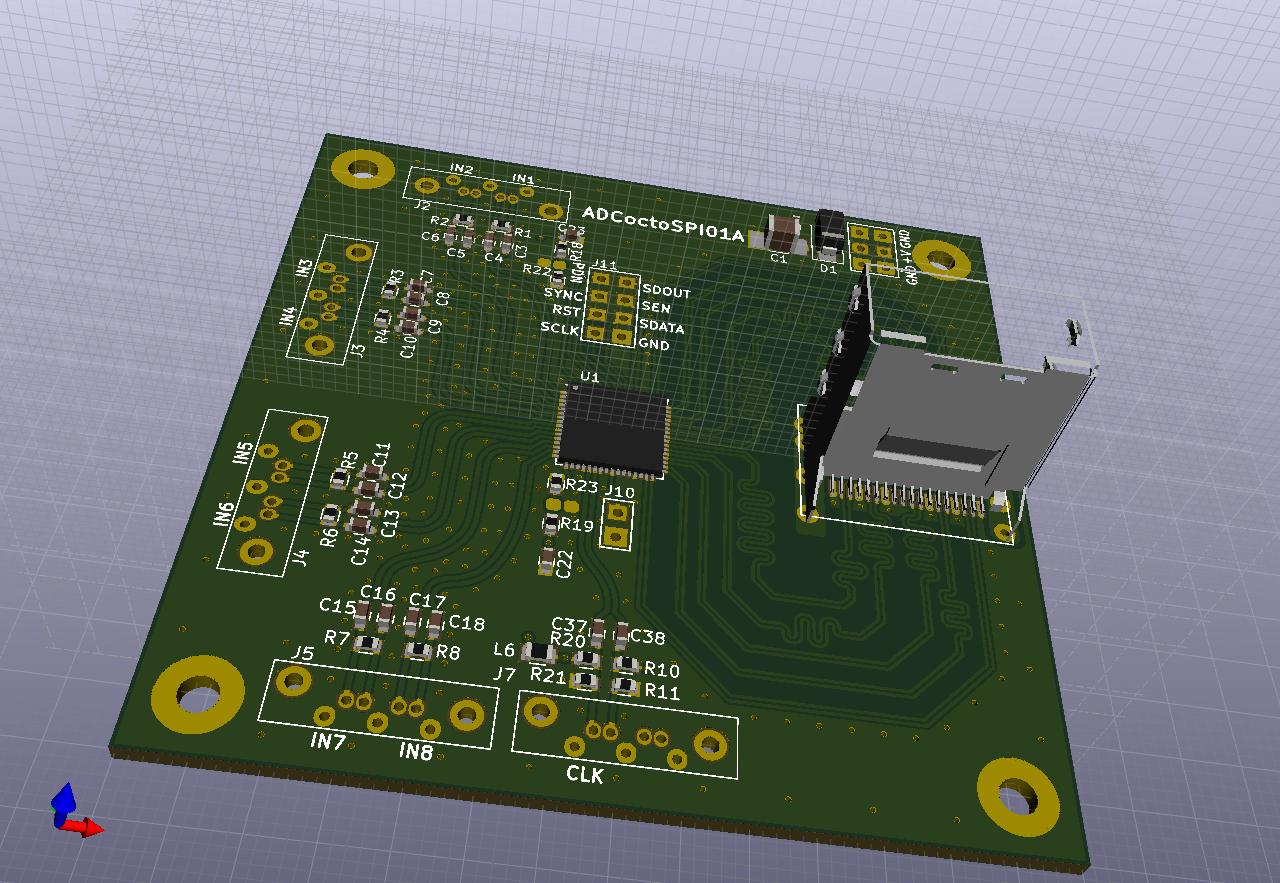 IN2
IN1
J2
ADCoctoSPI01A
R2
R1
C6
C5
C4
C3
C23
R18
R22
NOPU
J11
SYNC
RST
SCLK
SDOUT
SEN
SDATA
GND
C1
D1
GND
+V
GND
IN3
IN4
J3
R3
R4
C7
C8
C9
C10
U1
IN5
IN6
J4
R5
R6
C11
C12
C13
C14
R23
J10
R19
C22
C15
C16
C17
C18
R7
R8
J5
IN7
IN8
L6
C37
R20
C38
J7
R21
R10
R11
CLK